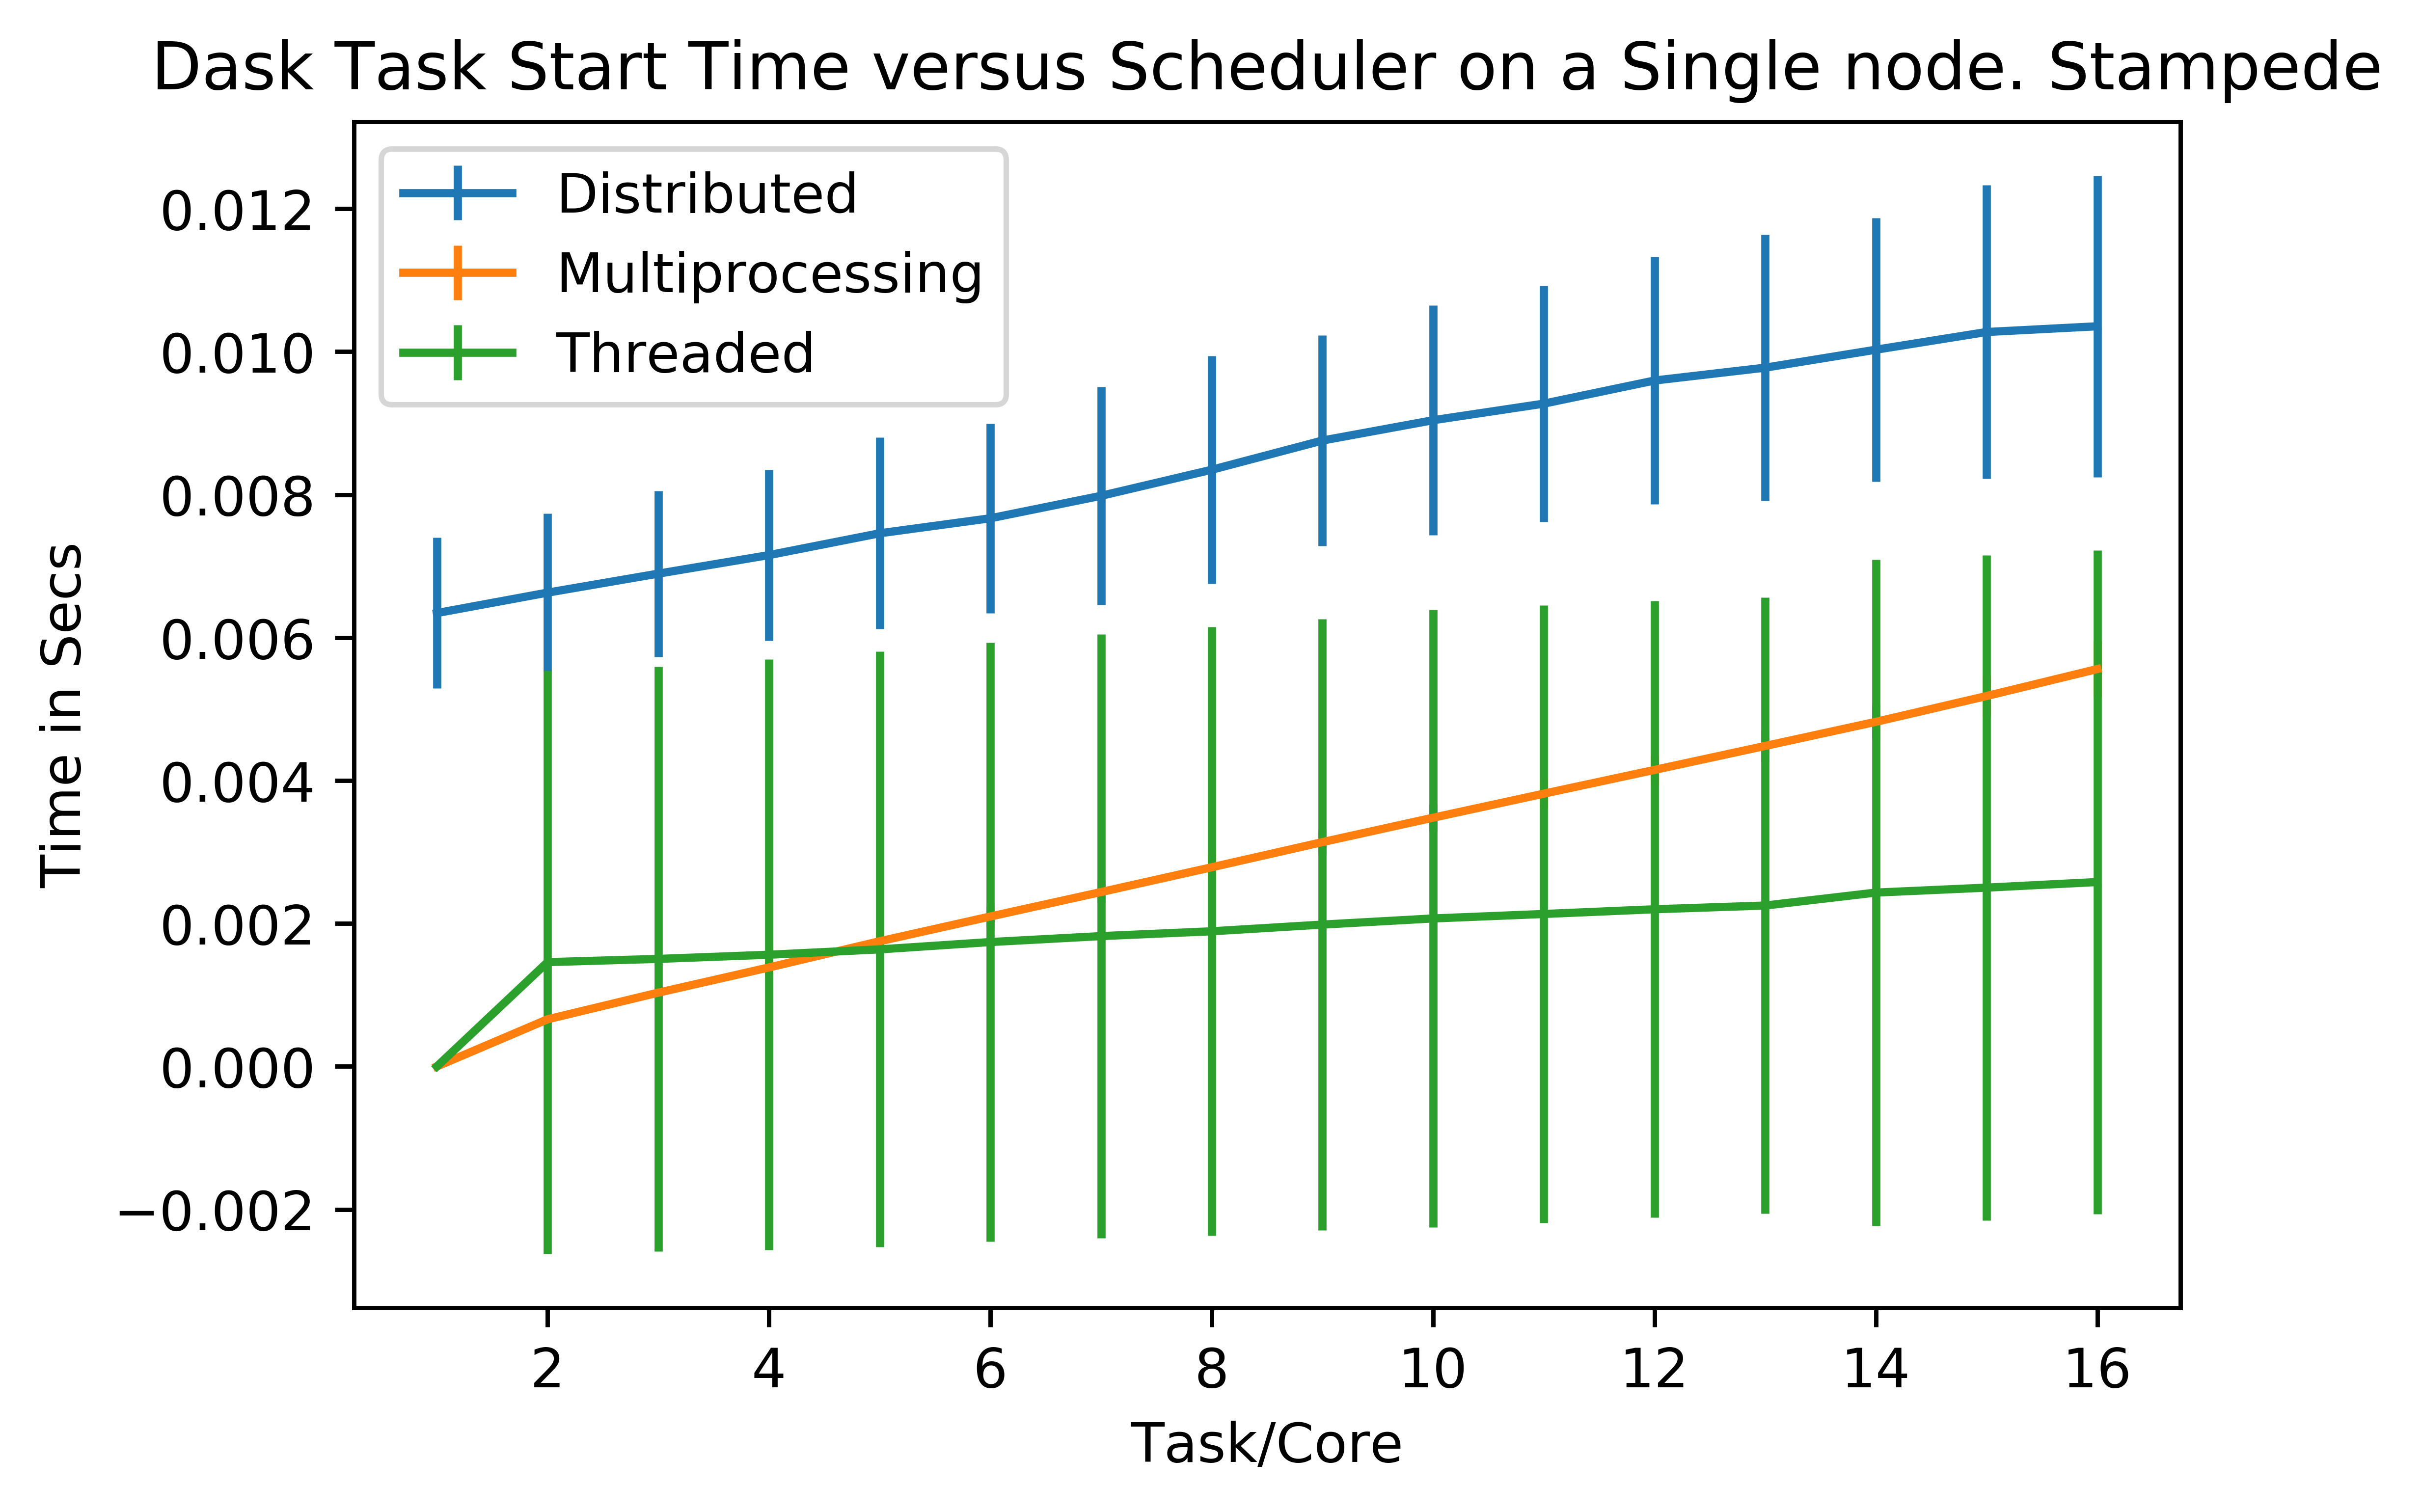 Dask Task Start Time versus Scheduler on a Single node. Stampede
Distributed
Multiprocessing
Threaded
0.012
0.010
0.008
0.006
0.004
0.002
0.000
−0.002
Time in Secs
2 4 6 8 10 12 14 16
Task/Core